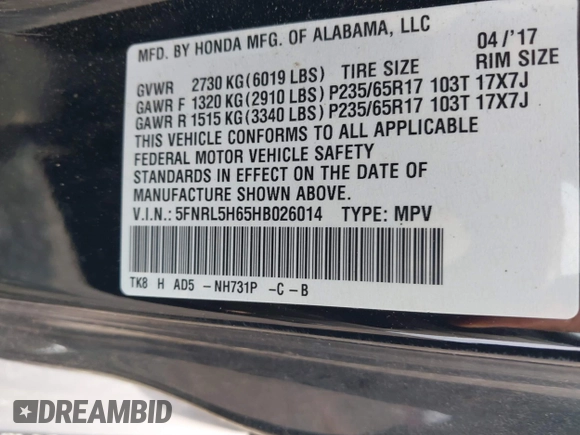 MFD. BY HONDA MFG. OF ALABAMA, LLC
04 /'17
GVWR 2730 KG(6019 LBS) TIRE SIZE RIM SIZE
GAWR F 1320 KG(2910 LBS)P235/65R17 103T 17X7J
GAWR R 1515 KG(3340 LBS)P235/65R17 103T 17X7J
THIS VEHICLE CONFORMS TO ALL APPLICABLE
FEDERAL MOTOR VEHICLE SAFETY
STANDARDS IN EFFECT ON THE DATE OF
MANUFACTURE SHOWN ABOVE.
V.I.N.: 5FNRL5H65HB026014 TYPE: MPV
TK8 H AD5 -NH731P -C-B
DREAMBID